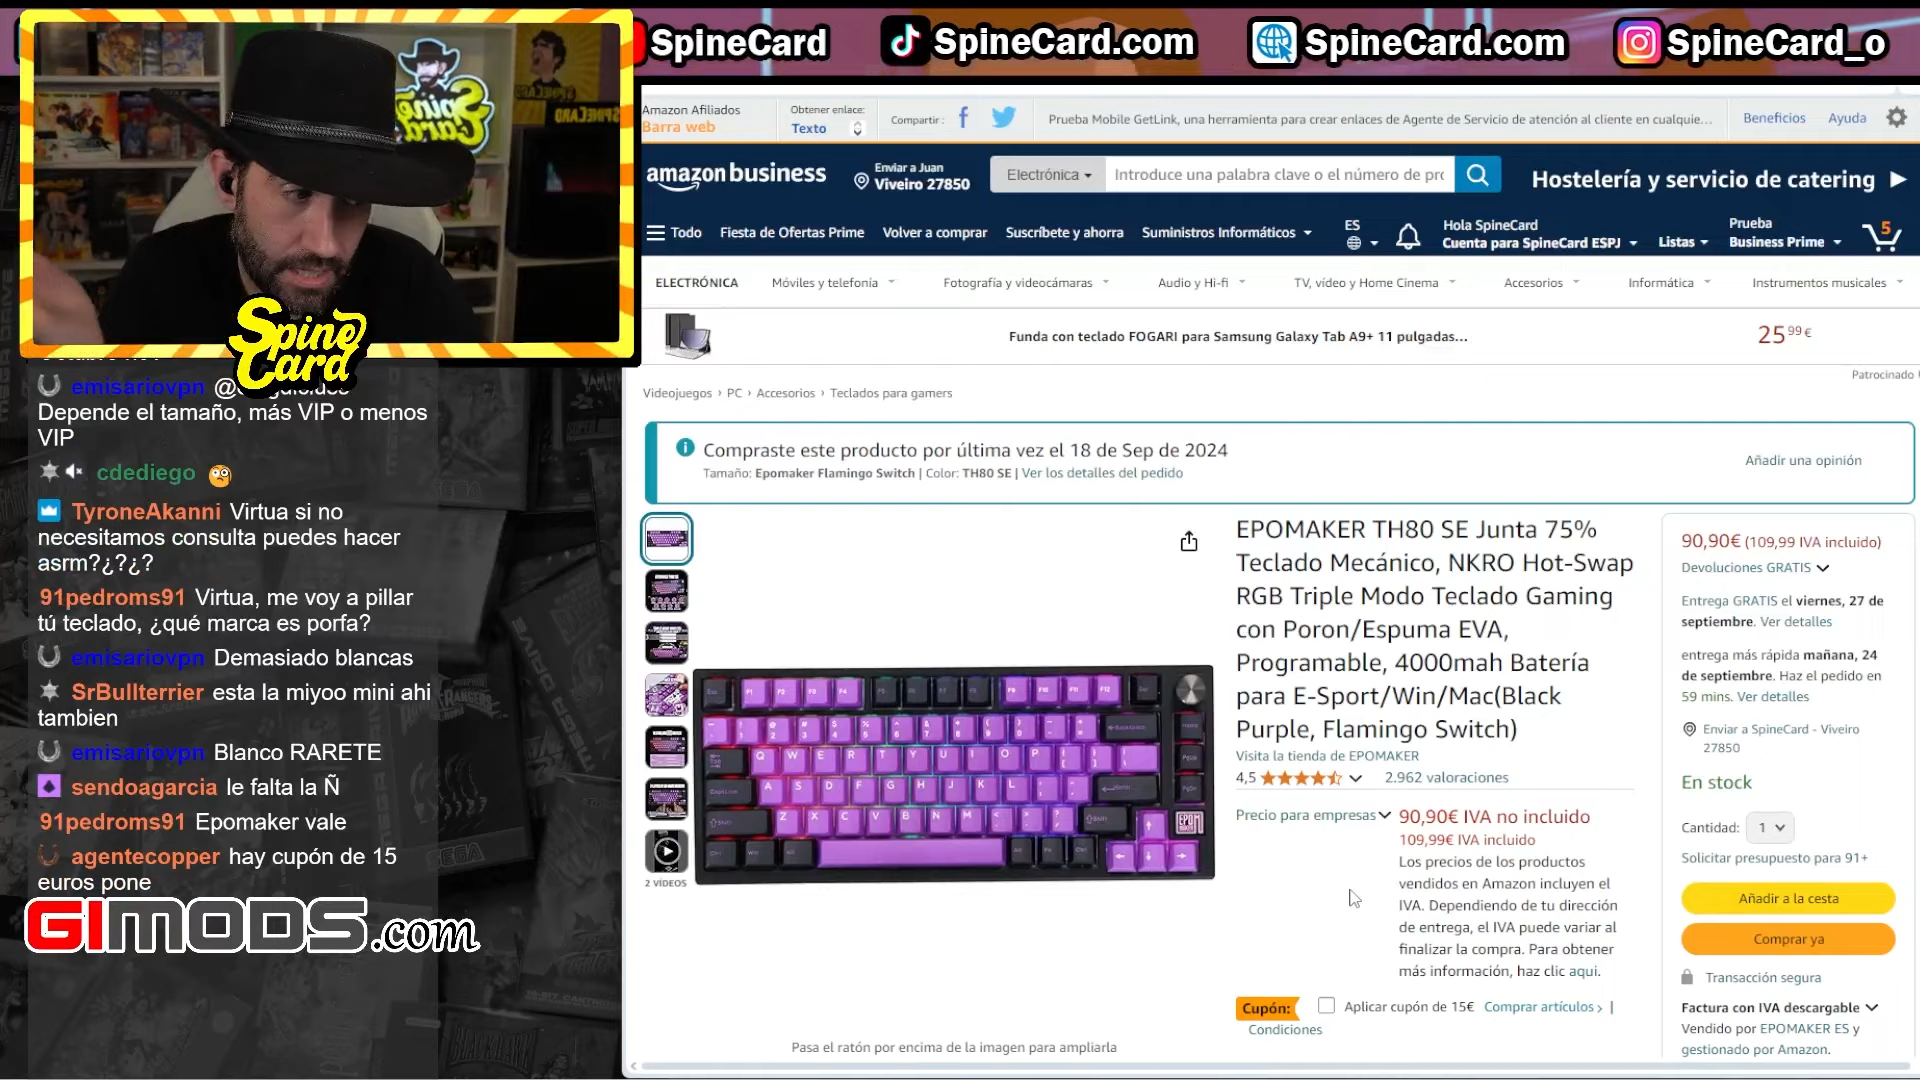 SpineCard
SpineCard.com
SpineCard.com
SpineCard_o
Spine
Card
Amazon Afiliados
Barra web
Obtener enlace:
Texto
Compartir :
Prueba Mobile GetLink, una herramienta para crear enlaces de Agente de Servicio de atención al cliente en cualquie...
Beneficios
Ayuda
amazon business
Enviar a Juan
Viveiro 27850
Electrónica
Introduce una palabra clave o el número de pro
Hostelería y servicio de catering
Todo
Fiesta de Ofertas Prime
Volver a comprar
Suscríbete y ahorra
Suministros Informáticos
ES
Hola SpineCard
Cuenta para SpineCard ESPJ
Listas
Prueba
Business Prime
5
ELECTRÓNICA
Móviles y telefonía
Fotografía y videocámaras
Audio y Hi-fi
TV, vídeo y Home Cinema
Accesorios
Informática
Instrumentos musicales
Funda con teclado FOGARI para Samsung Galaxy Tab A9+ 11 pulgadas...
25 99 €
Patrocinado
Videojuegos › PC › Accesorios › Teclados para gamers
Compraste este producto por última vez el 18 de Sep de 2024
Tamaño: Epomaker Flamingo Switch | Color: TH80 SE | Ver los detalles del pedido
Añadir una opinión
2 VÍDEOS
Pasa el ratón por encima de la imagen para ampliarla
EPOMAKER TH80 SE Junta 75%
Teclado Mecánico, NKRO Hot-Swap
RGB Triple Modo Teclado Gaming
con Poron/Espuma EVA,
Programable, 4000mah Batería
para E-Sport/Win/Mac(Black
Purple, Flamingo Switch)
Visita la tienda de EPOMAKER
4,5
2.962 valoraciones
Precio para empresas
90,90€ IVA no incluido
109,99€ IVA incluido
Los precios de los productos
vendidos en Amazon incluyen el
IVA. Dependiendo de tu dirección
de entrega, el IVA puede variar al
finalizar la compra. Para obtener
más información, haz clic aqui.
Cupón:
Aplicar cupón de 15€ Comprar artículos › |
Condiciones
90,90€ (109,99 IVA incluido)
Devoluciones GRATIS
Entrega GRATIS el viernes, 27 de
septiembre. Ver detalles
entrega más rápida mañana, 24
de septiembre. Haz el pedido en
59 mins. Ver detalles
Enviar a SpineCard - Viveiro
27850
En stock
Cantidad: 1
Solicitar presupuesto para 91+
Añadir a la cesta
Comprar ya
Transacción segura
Factura con IVA descargable
Vendido por EPOMAKER ES y
gestionado por Amazon.
emisariovpn @
Depende el tamaño, más VIP o menos
VIP
cdediego
TyroneAkanni Virtua si no
necesitamos consulta puedes hacer
asrm?¿?¿?
91pedroms91 Virtua, me voy a pillar
tú teclado, ¿qué marca es porfa?
emisariovpn Demasiado blancas
SrBullterrier esta la miyoo mini ahi
tambien
emisariovpn Blanco RARETE
sendoagarcia le falta la Ñ
91pedroms91 Epomaker vale
agentecopper hay cupón de 15
euros pone
GIMODS.com